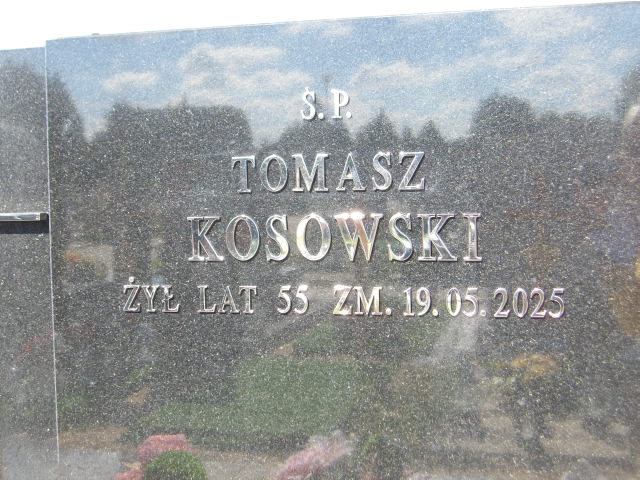 Ś.P.
TOMASZ
KOSOWSKI
ŻYŁ LAT 55 ZM. 19.05.2025